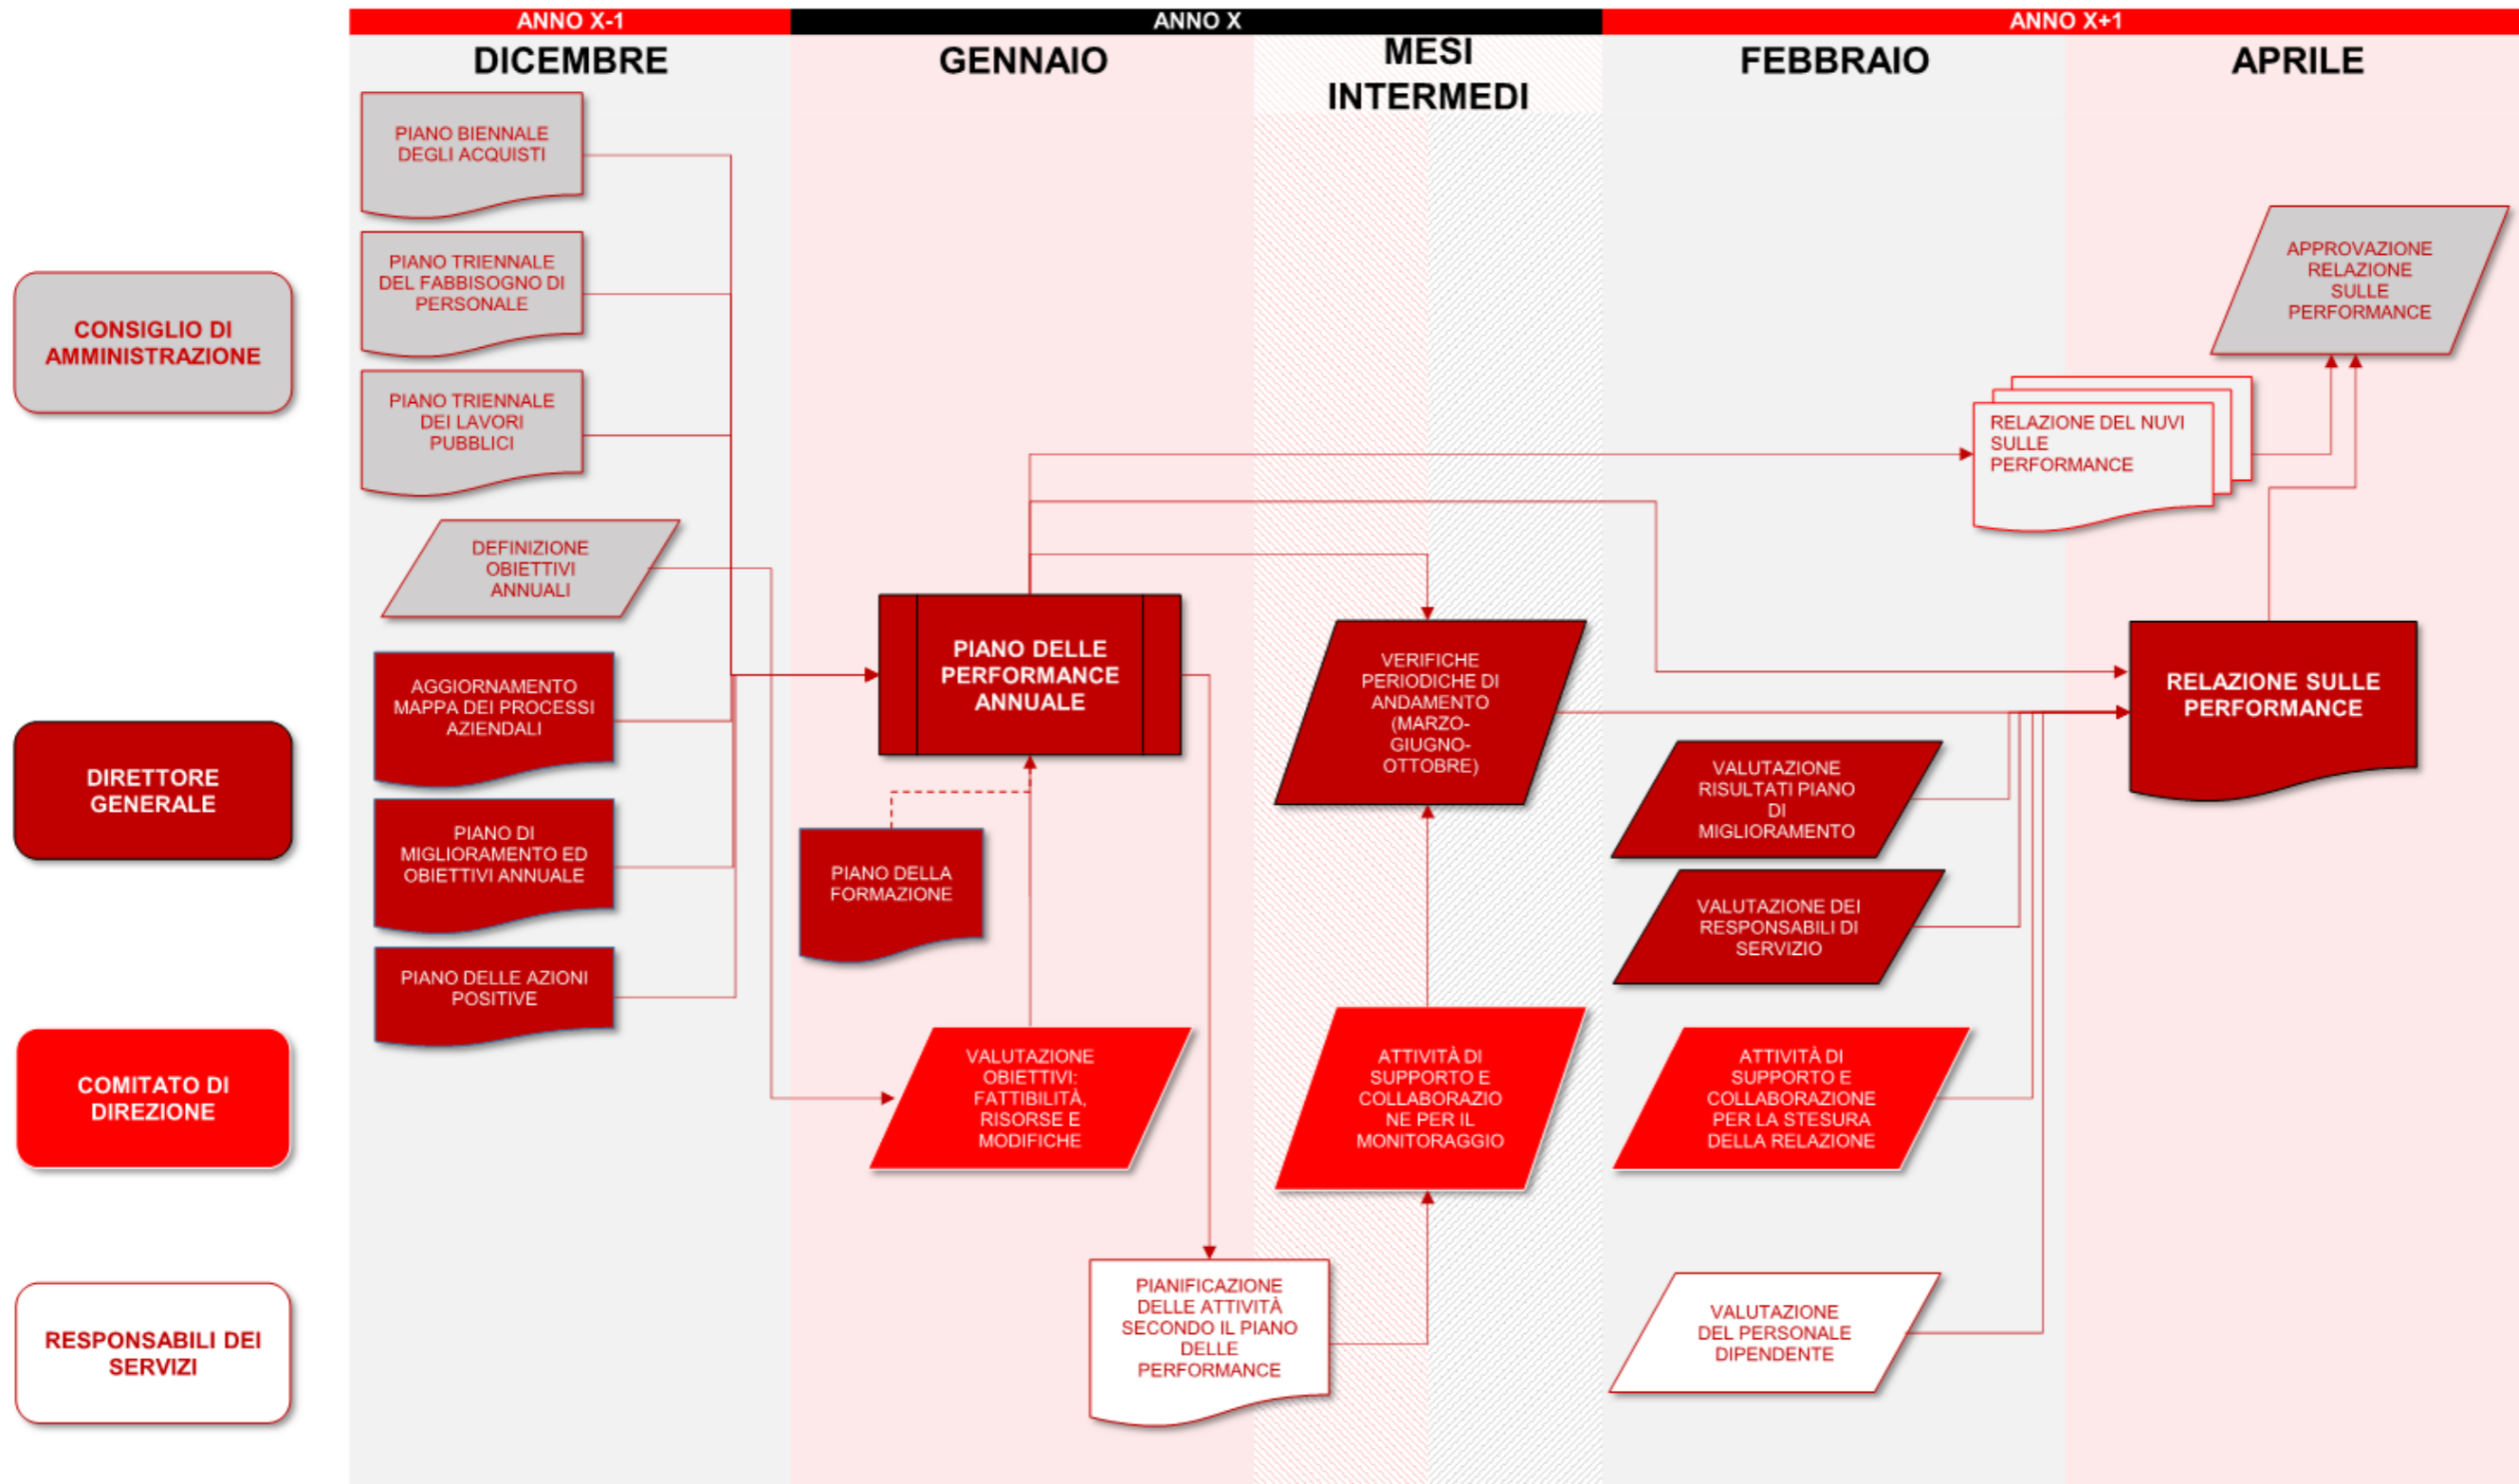 ANNO X-1
ANNO X
ANNO X+1
DICEMBRE
GENNAIO
MESI
INTERMEDI
FEBBRAIO
APRILE
CONSIGLIO DI
AMMINISTRAZIONE
DIRETTORE
GENERALE
COMITATO DI
DIREZIONE
RESPONSABILI DEI
SERVIZI
PIANO BIENNALE
DEGLI ACQUISTI
PIANO TRIENNALE
DEL FABBISOGNO DI
PERSONALE
PIANO TRIENNALE
DEI LAVORI
PUBBLICI
DEFINIZIONE
OBIETTIVI
ANNUALI
AGGIORNAMENTO
MAPPA DEI PROCESSI
AZIENDALI
PIANO DI
MIGLIORAMENTO ED
OBIETTIVI ANNUALE
PIANO DELLE AZIONI
POSITIVE
PIANO DELLE
PERFORMANCE
ANNUALE
PIANO DELLA
FORMAZIONE
VALUTAZIONE
OBIETTIVI:
FATTIBILITÀ,
RISORSE E
MODIFICHE
PIANIFICAZIONE
DELLE ATTIVITÀ
SECONDO IL PIANO
DELLE
PERFORMANCE
VERIFICHE
PERIODICHE DI
ANDAMENTO
(MARZO-
GIUGNO-
OTTOBRE)
ATTIVITÀ DI
SUPPORTO E
COLLABORAZIO
NE PER IL
MONITORAGGIO
VALUTAZIONE
RISULTATI PIANO
DI
MIGLIORAMENTO
VALUTAZIONE DEI
RESPONSABILI DI
SERVIZIO
ATTIVITÀ DI
SUPPORTO E
COLLABORAZIONE
PER LA STESURA
DELLA RELAZIONE
VALUTAZIONE
DEL PERSONALE
DIPENDENTE
RELAZIONE DEL NUVI
SULLE
PERFORMANCE
APPROVAZIONE
RELAZIONE
SULLE
PERFORMANCE
RELAZIONE SULLE
PERFORMANCE